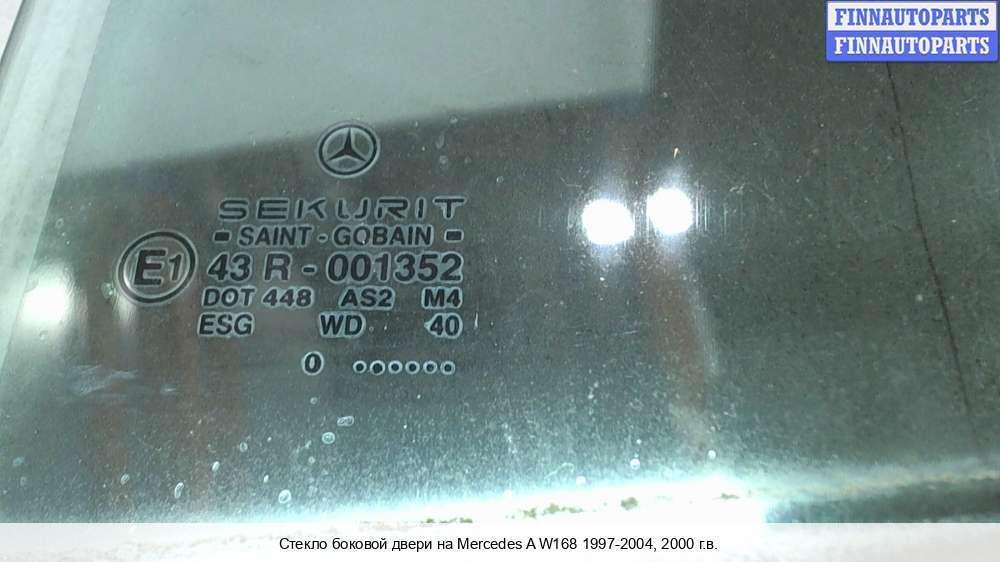 FINNAUTOPARTS
FINNAUTOPARTS
SEKURIT
- SAINT - GOBAIN -
E1 43 R - 001352
DOT 448 AS2 M4
ESG WD 40
0 oooooo
Стекло боковой двери на Mercedes A W168 1997-2004, 2000 г.в.